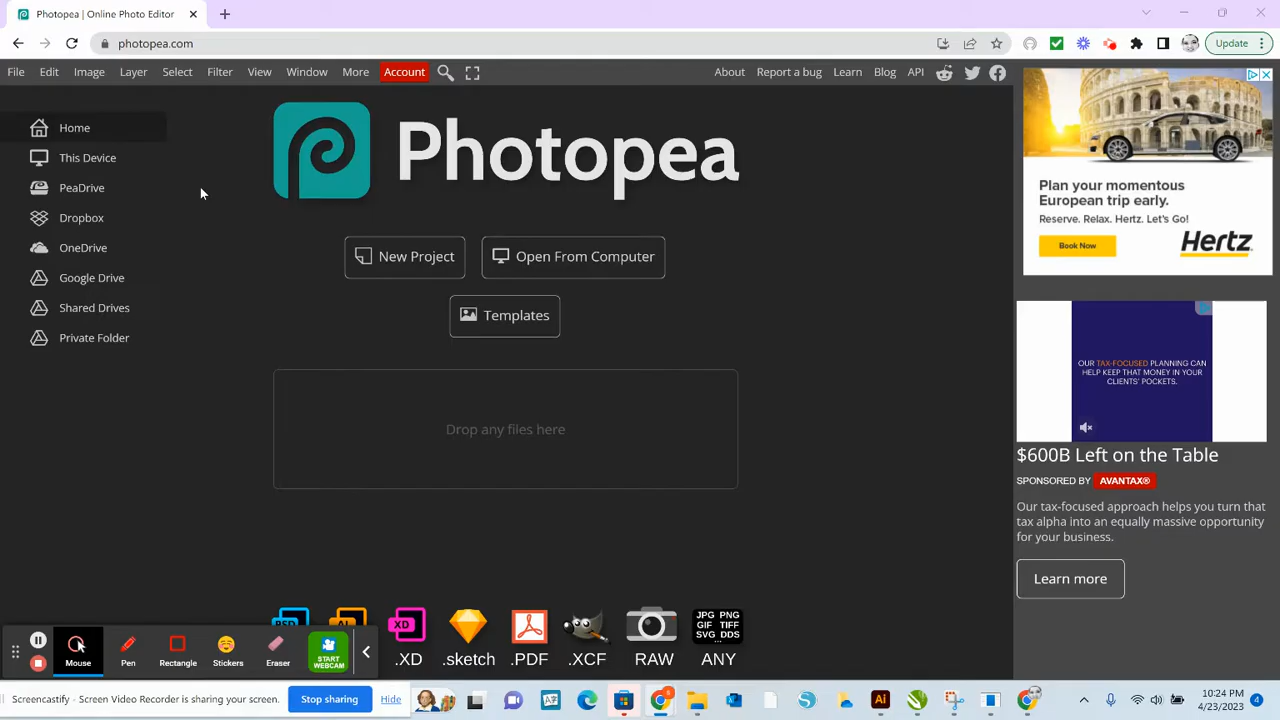 Photopea | Online Photo Editor
photopea.com
Update
File Edit Image Layer Select Filter View Window More Account
About Report a bug Learn Blog API
Home
This Device
PeaDrive
Dropbox
OneDrive
Google Drive
Shared Drives
Private Folder
Photopea
New Project
Open From Computer
Templates
Drop any files here
.XD
.sketch
.PDF
.XCF
RAW
JPG PNG
GIF TIFF
SVG DDS
...
ANY
Plan your momentous
European trip early.
Reserve. Relax. Hertz. Let's Go!
Book Now
Hertz.
OUR TAX-FOCUSED PLANNING CAN
HELP KEEP THAT MONEY IN YOUR
CLIENTS' POCKETS.
$600B Left on the Table
SPONSORED BY AVANTAX®
Our tax-focused approach helps you turn that
tax alpha into an equally massive opportunity
for your business.
Learn more
Mouse
Pen
Rectangle
Stickers
Eraser
START
WEBCAM
Screencastify - Screen Video Recorder is sharing your screen.
Stop sharing
Hide
Ai
10:24 PM
4/23/2023
4